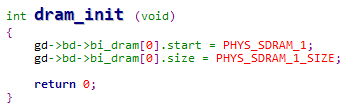 int dram_init (void)
{
    gd->bd->bi_dram[0].start = PHYS_SDRAM_1;
    gd->bd->bi_dram[0].size = PHYS_SDRAM_1_SIZE;

    return 0;
}